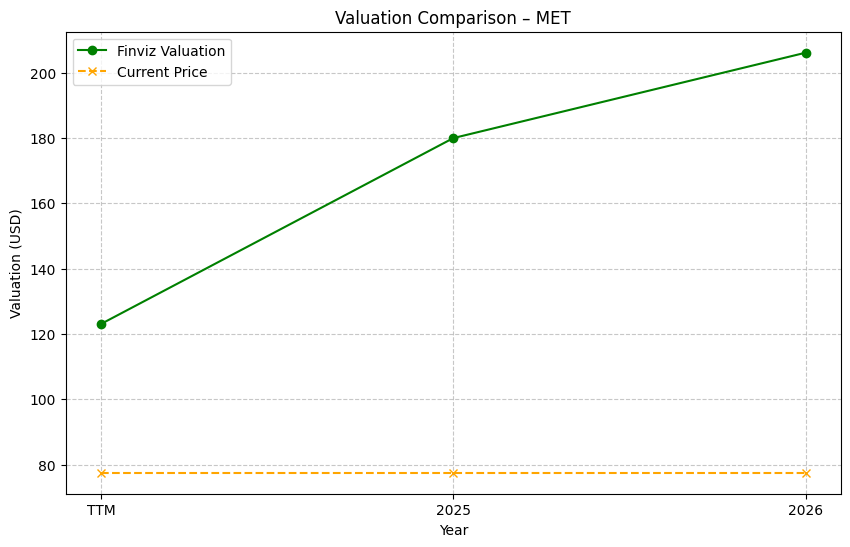 Valuation Comparison – MET
Finviz Valuation
Current Price
200
180
160
140
120
100
80
Valuation (USD)
TTM
2025
2026
Year